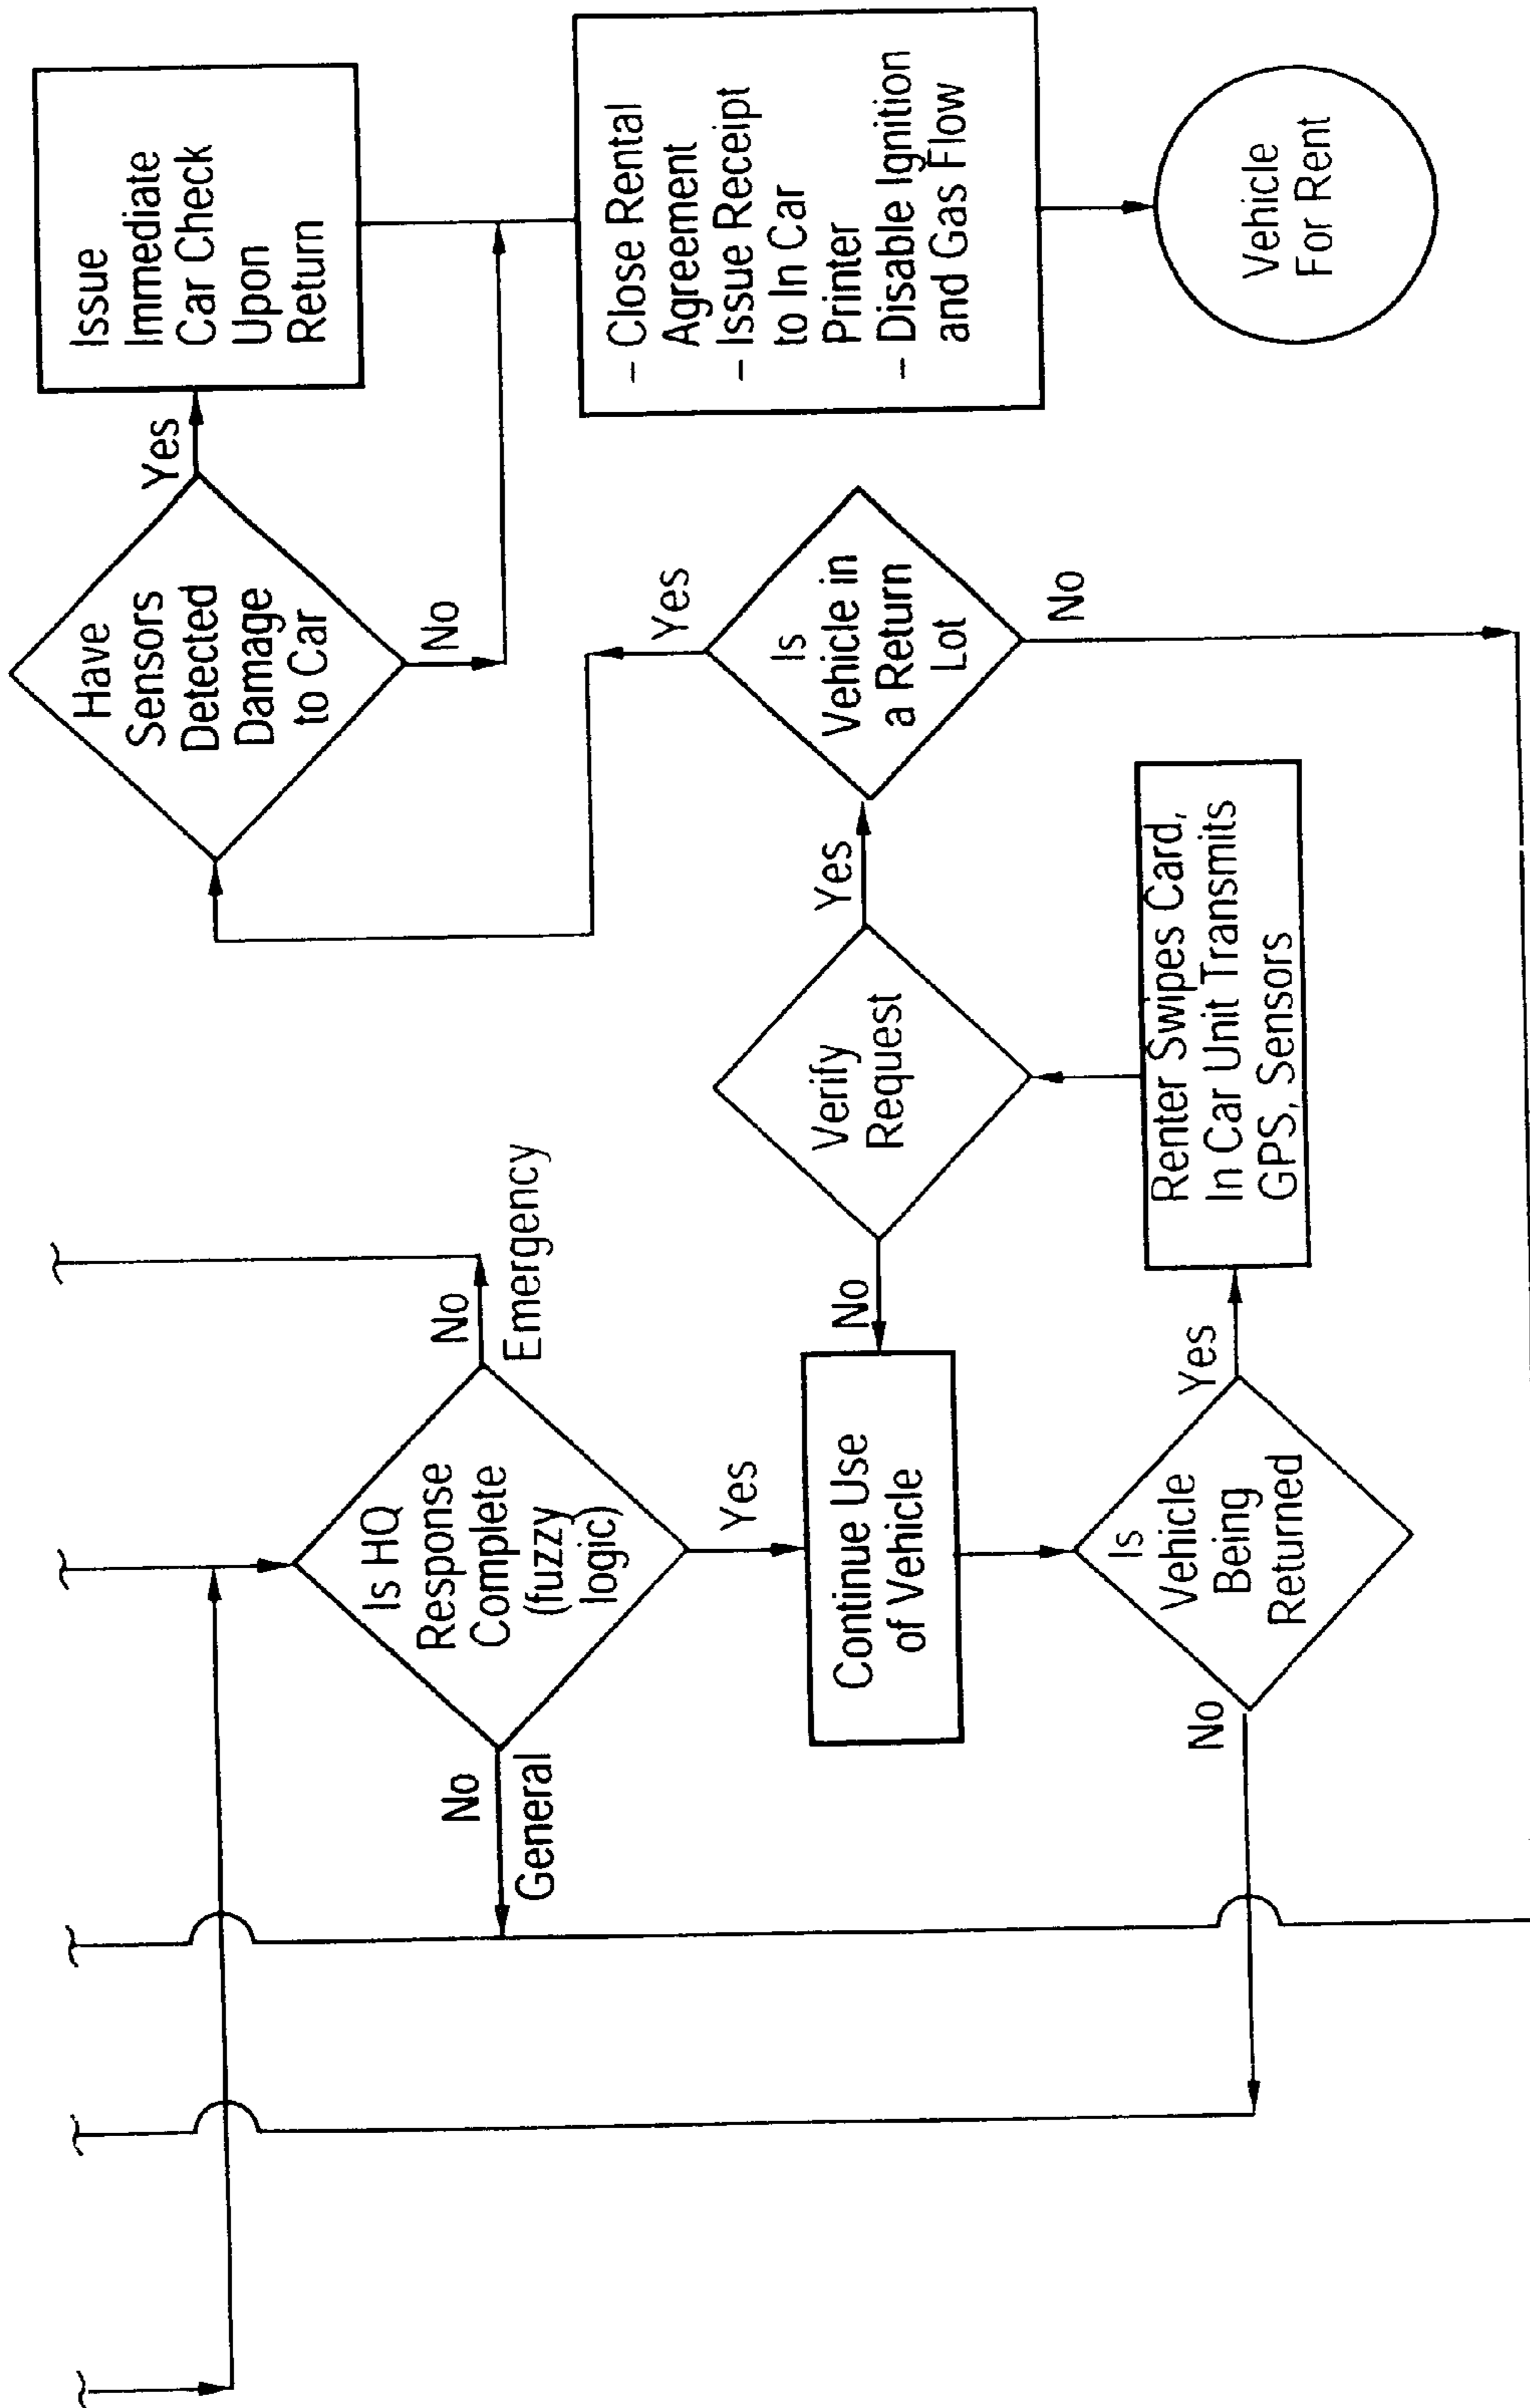 Is HQ
Response
Complete
(fuzzy
logic)
No
General
No
Emergency
Yes
Continue Use
of Vehicle
Is
Vehicle
Being
Returned
No
Yes
Renter Swipes Card,
In Car Unit Transmits
GPS, Sensors
Verify
Request
No
Yes
Is
Vehicle in
a Return
Lot
Yes
No
Have
Sensors
Detected
Damage
to Car
Yes
No
Issue
Immediate
Car Check
Upon
Return
– Close Rental
Agreement
– Issue Receipt
to In Car
Printer
– Disable Ignition
and Gas Flow
Vehicle
For Rent